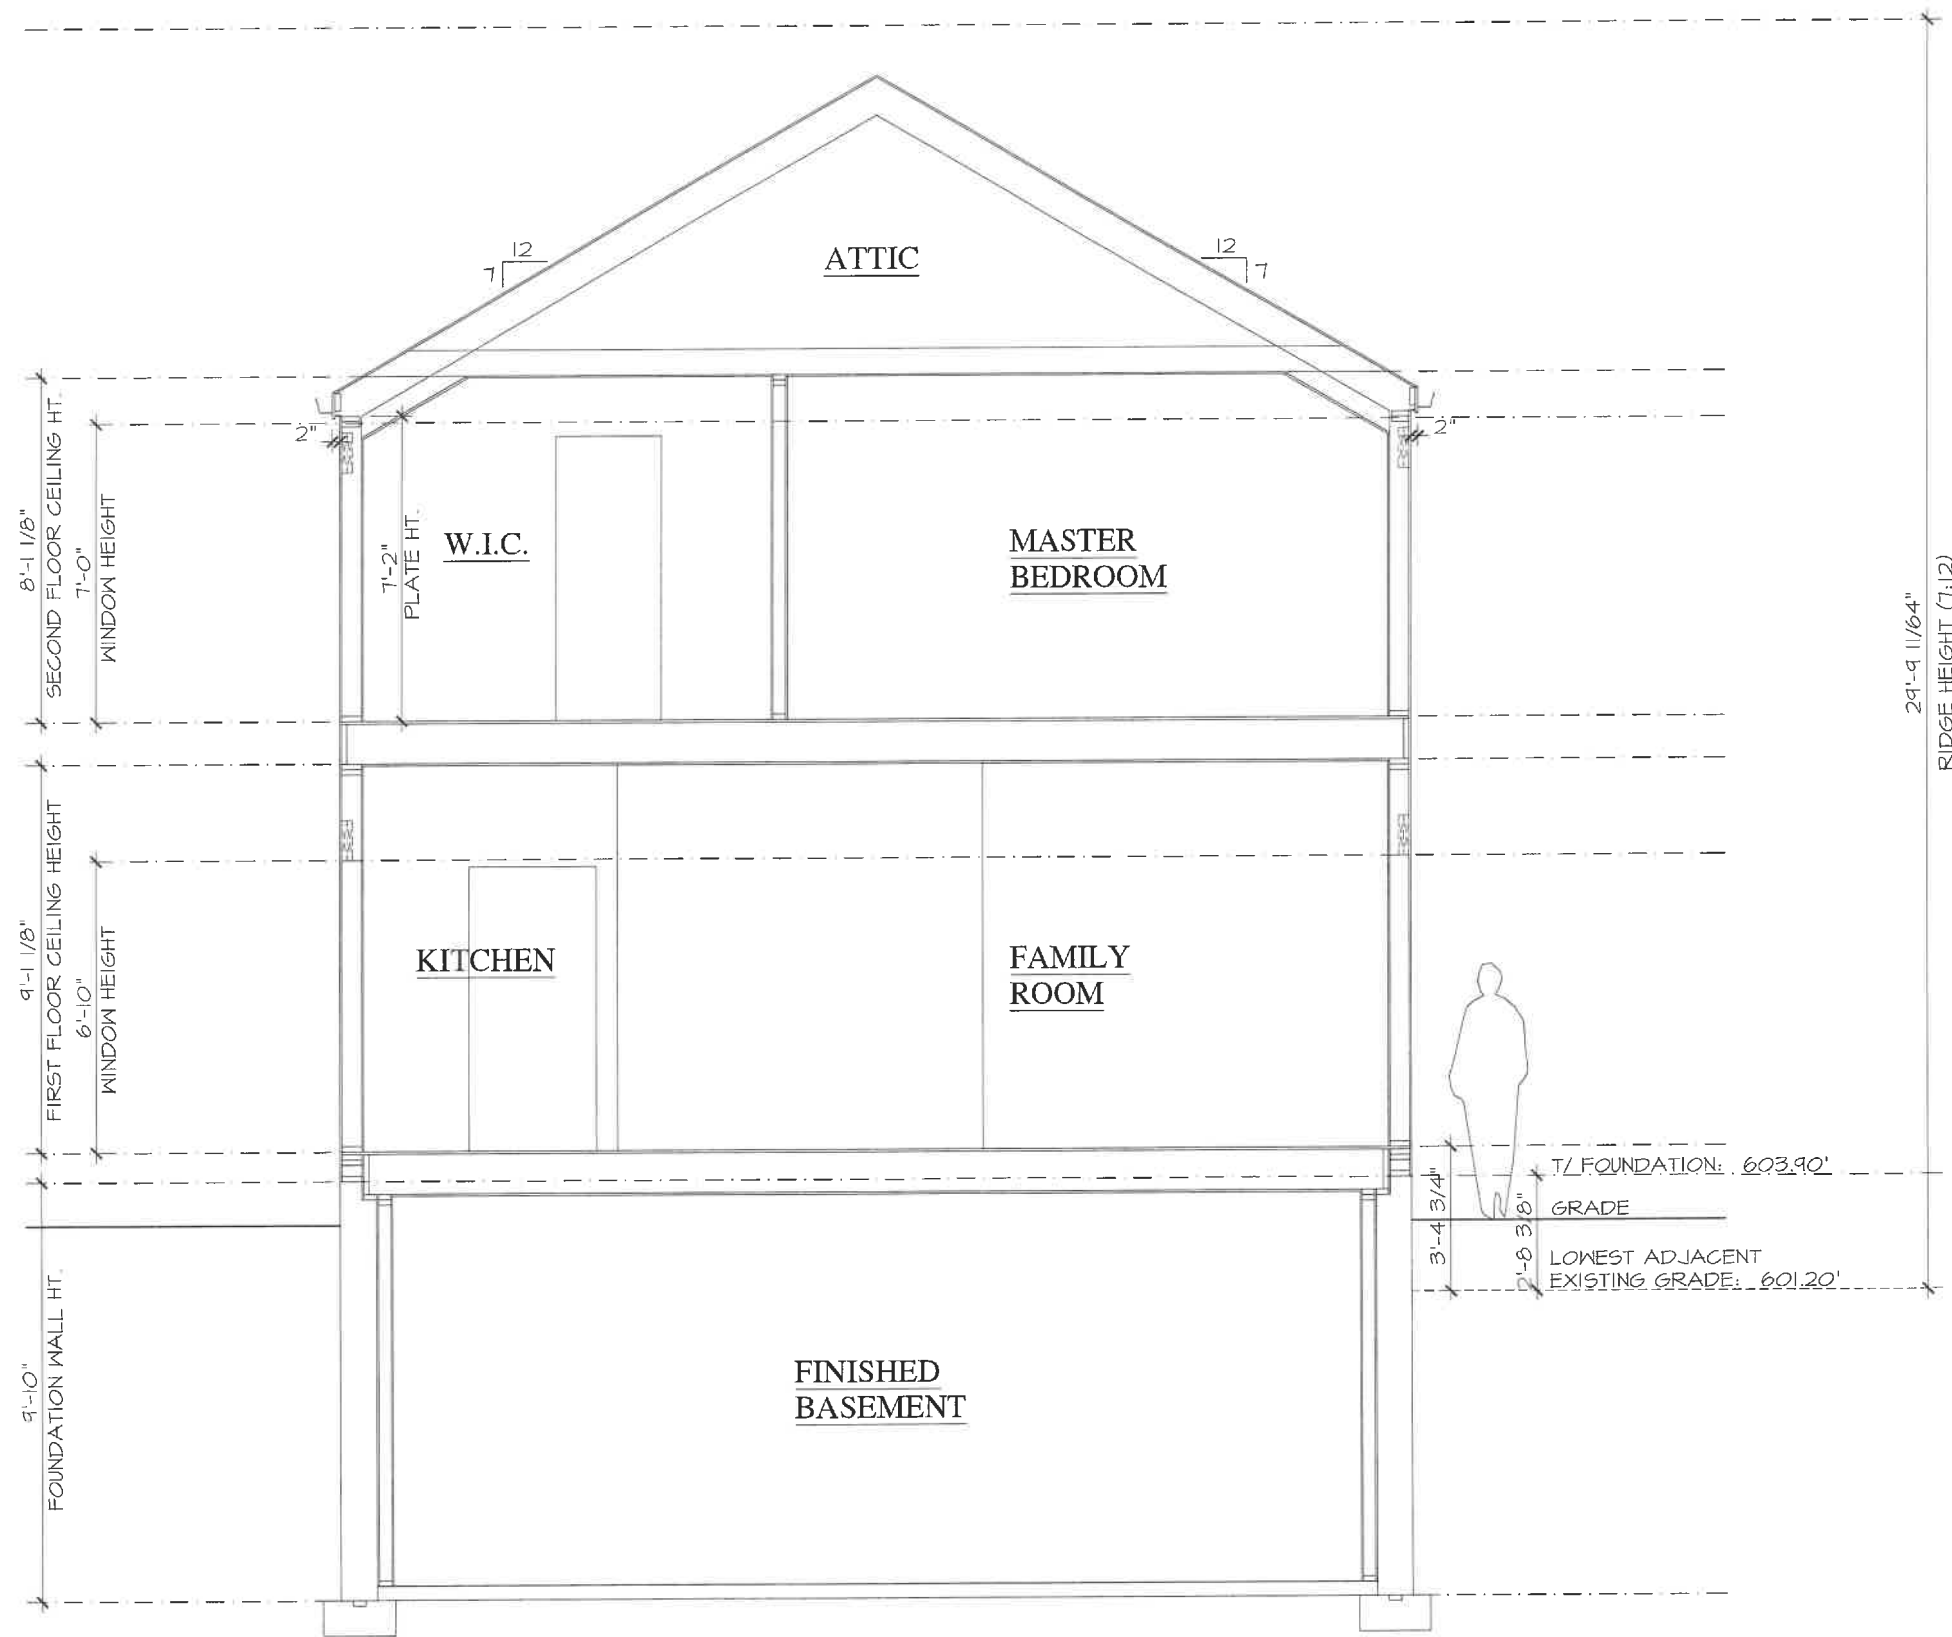 12
7
ATTIC
12
7
2"
2"
8'-1 1/8"
SECOND FLOOR CEILING HT.
7'-0"
WINDOW HEIGHT
7'-2"
PLATE HT.
W.I.C.
MASTER
BEDROOM
29'-9 11/64"
RIDGE HEIGHT (7:12)
9'-1 1/8"
FIRST FLOOR CEILING HEIGHT
6'-10"
WINDOW HEIGHT
KITCHEN
FAMILY
ROOM
T/ FOUNDATION: 603.90'
GRADE
3'-4 3/4"
2'-8 3/8"
LOWEST ADJACENT
EXISTING GRADE: 601.20'
9'-10"
FOUNDATION WALL HT.
FINISHED
BASEMENT